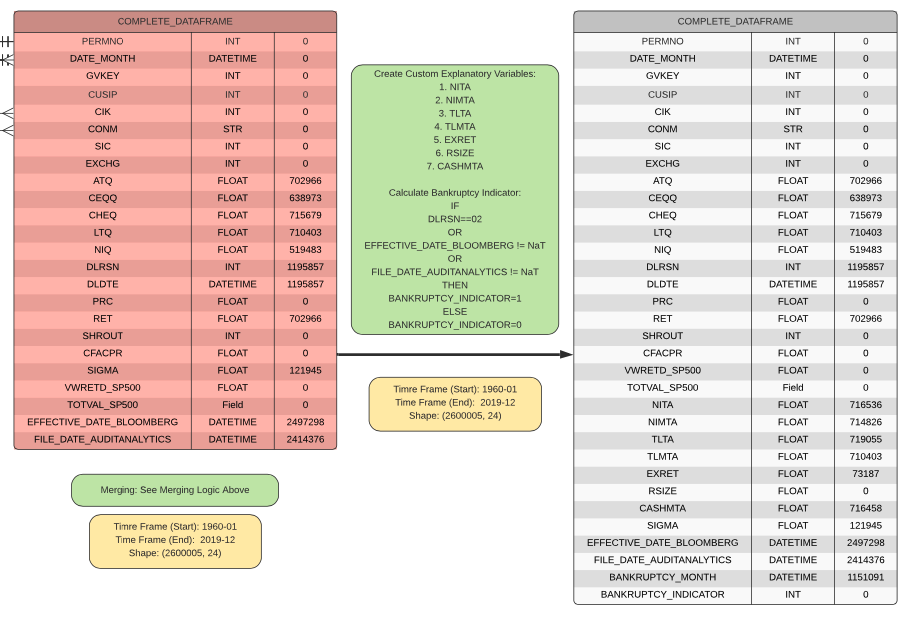 COMPLETE_DATAFRAME
PERMNO INT 0
DATE_MONTH DATETIME 0
GVKEY INT 0
CUSIP INT 0
CIK INT 0
CONM STR 0
SIC INT 0
EXCHG INT 0
ATQ FLOAT 702966
CEQQ FLOAT 638973
CHEQ FLOAT 715679
LTQ FLOAT 710403
NIQ FLOAT 519483
DLRSN INT 1195857
DLDTE DATETIME 1195857
PRC FLOAT 0
RET FLOAT 702966
SHROUT INT 0
CFACPR FLOAT 0
SIGMA FLOAT 121945
VWRETD_SP500 FLOAT 0
TOTVAL_SP500 Field 0
EFFECTIVE_DATE_BLOOMBERG DATETIME 2497298
FILE_DATE_AUDITANALYTICS DATETIME 2414376
Merging: See Merging Logic Above
Timre Frame (Start): 1960-01
Time Frame (End): 2019-12
Shape: (2600005, 24)
Create Custom Explanatory Variables:
1. NITA
2. NIMTA
3. TLTA
4. TLMTA
5. EXRET
6. RSIZE
7. CASHMTA
Calculate Bankruptcy Indicator:
IF
DLRSN==02
OR
EFFECTIVE_DATE_BLOOMBERG != NaT
OR
FILE_DATE_AUDITANALYTICS != NaT
THEN
BANKRUPTCY_INDICATOR=1
ELSE
BANKRUPTCY_INDICATOR=0
Timre Frame (Start): 1960-01
Time Frame (End): 2019-12
Shape: (2600005, 24)
COMPLETE_DATAFRAME
PERMNO INT 0
DATE_MONTH DATETIME 0
GVKEY INT 0
CUSIP INT 0
CIK INT 0
CONM STR 0
SIC INT 0
EXCHG INT 0
ATQ FLOAT 702966
CEQQ FLOAT 638973
CHEQ FLOAT 715679
LTQ FLOAT 710403
NIQ FLOAT 519483
DLRSN INT 1195857
DLDTE DATETIME 1195857
PRC FLOAT 0
RET FLOAT 702966
SHROUT INT 0
CFACPR FLOAT 0
VWRETD_SP500 FLOAT 0
TOTVAL_SP500 Field 0
NITA FLOAT 716536
NIMTA FLOAT 714826
TLTA FLOAT 719055
TLMTA FLOAT 710403
EXRET FLOAT 73187
RSIZE FLOAT 0
CASHMTA FLOAT 716458
SIGMA FLOAT 121945
EFFECTIVE_DATE_BLOOMBERG DATETIME 2497298
FILE_DATE_AUDITANALYTICS DATETIME 2414376
BANKRUPTCY_MONTH DATETIME 1151091
BANKRUPTCY_INDICATOR INT 0